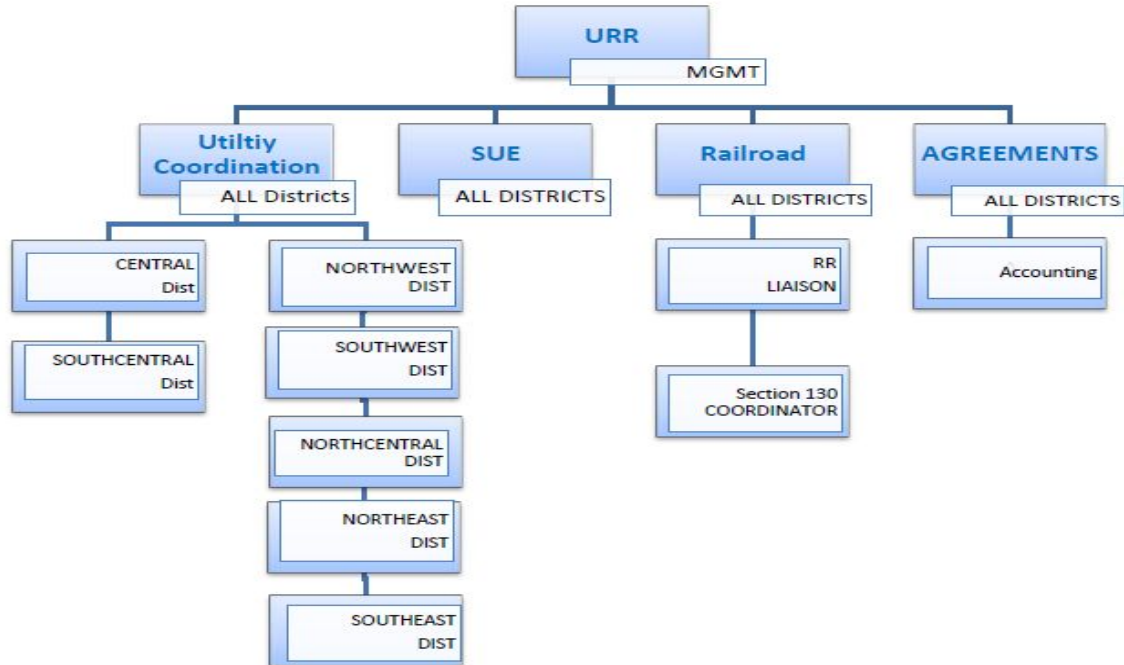 URR
MGMT
Utiltiy
Coordination
ALL Districts
SUE
ALL DISTRICTS
Railroad
ALL DISTRICTS
AGREEMENTS
ALL DISTRICTS
CENTRAL
Dist
SOUTHCENTRAL
Dist
NORTHWEST
DIST
SOUTHWEST
DIST
NORTHCENTRAL
DIST
NORTHEAST
DIST
SOUTHEAST
DIST
RR
LIAISON
Section 130
COORDINATOR
Accounting